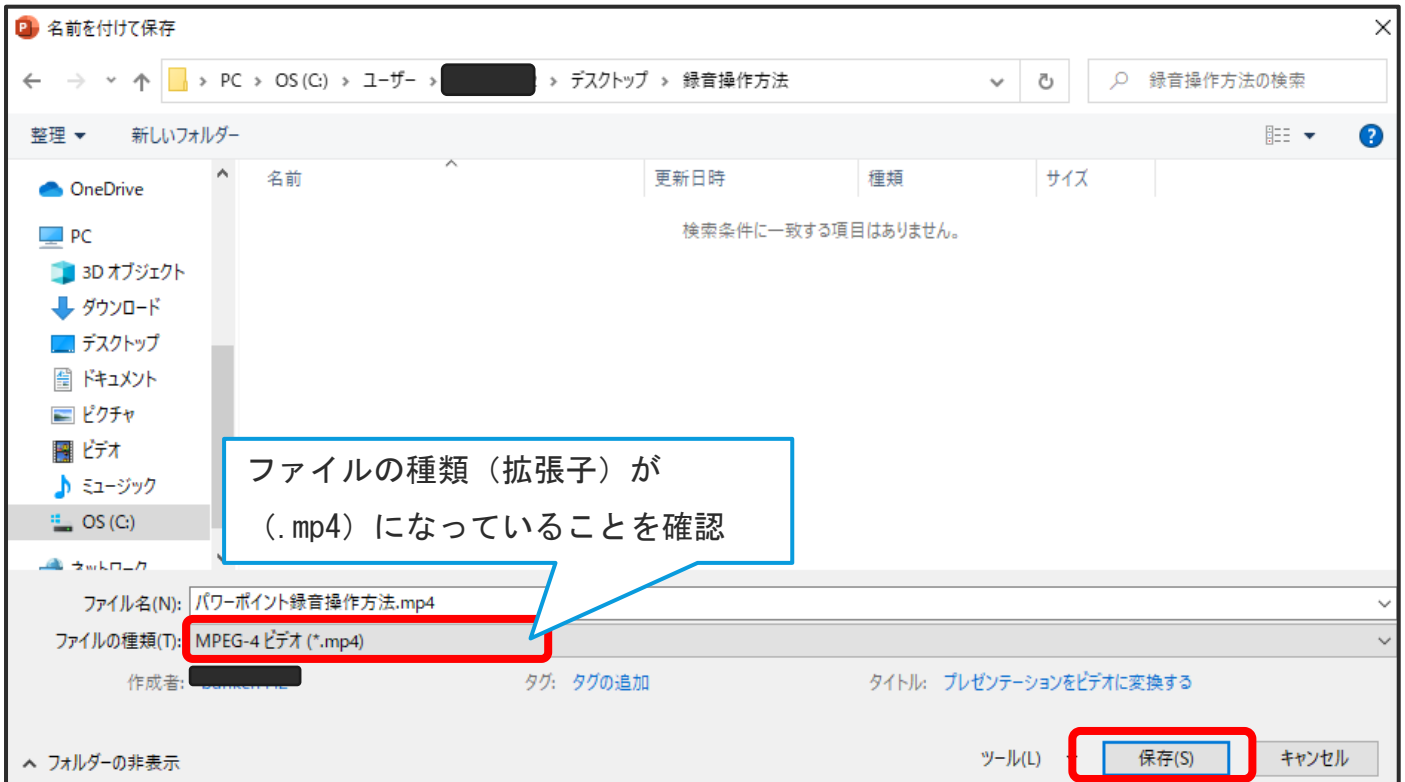 名前を付けて保存
PC > OS (C:) > ユーザー > > デスクトップ > 録音操作方法
録音操作方法の検索
整理 新しいフォルダー
名前 更新日時 種類 サイズ
検索条件に一致する項目はありません。
OneDrive
PC
3D オブジェクト
ダウンロード
デスクトップ
ドキュメント
ピクチャ
ビデオ
ミュージック
OS (C:)
ネットワーク
ファイルの種類（拡張子）が
（.mp4）になっていることを確認
ファイル名(N): パワーポイント録音操作方法.mp4
ファイルの種類(T): MPEG-4 ビデオ (*.mp4)
作成者: タグ: タグの追加 タイトル: プレゼンテーションをビデオに変換する
フォルダーの非表示 ツール(L) 保存(S) キャンセル